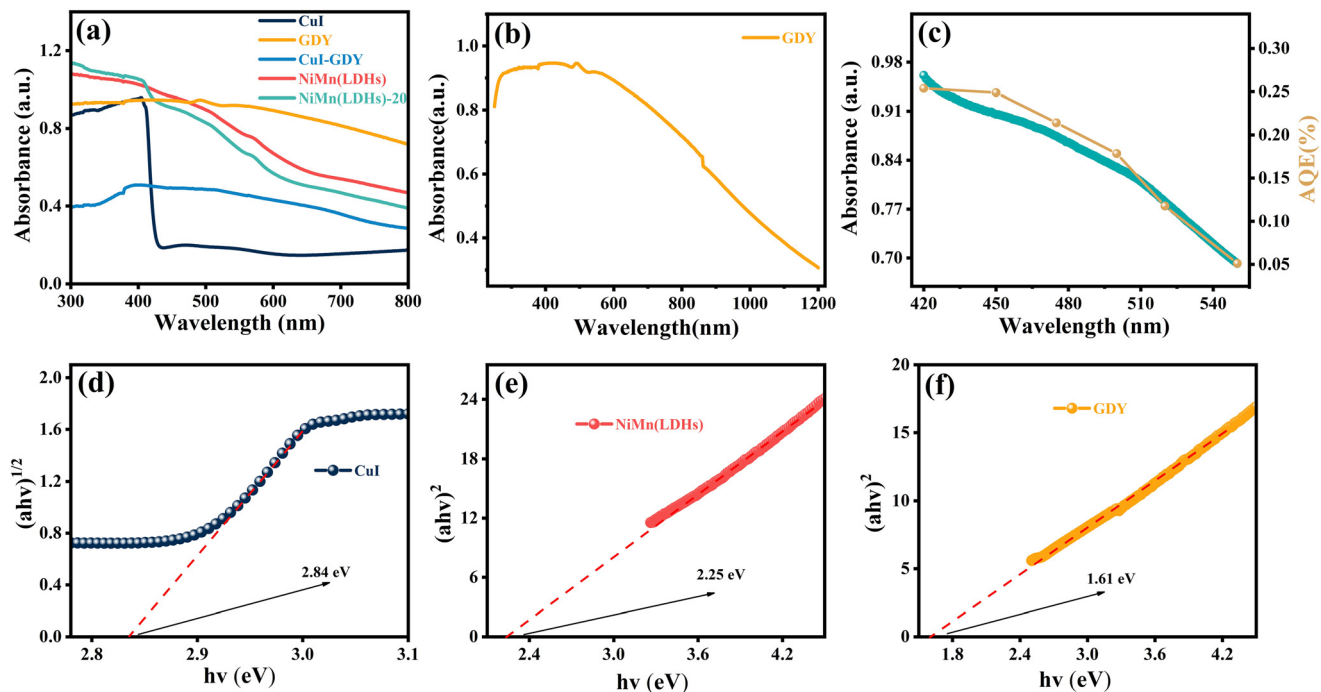 (a)
CuI
GDY
CuI-GDY
NiMn(LDHs)
NiMn(LDHs)-20
Absorbance (a.u.)
1.2
0.8
0.4
0.0
300 400 500 600 700 800
Wavelength (nm)
(b)
GDY
Absorbance(a.u.)
1.0
0.8
0.6
0.4
400 600 800 1000 1200
Wavelength(nm)
(c)
Absorbance (a.u.)
0.98
0.91
0.84
0.77
0.70
0.30
0.25
0.20
0.15
0.10
0.05
AQE(%)
420 450 480 510 540
Wavelength (nm)
(d)
CuI
(ahv)1/2
2.0
1.6
1.2
0.8
0.4
0.0
2.84 eV
2.8 2.9 3.0 3.1
hv (eV)
(e)
NiMn(LDHs)
(ahv)2
24
18
12
6
0
2.25 eV
2.4 3.0 3.6 4.2
hv (eV)
(f)
GDY
(ahv)2
20
15
10
5
0
1.61 eV
1.8 2.4 3.0 3.6 4.2
hv (eV)